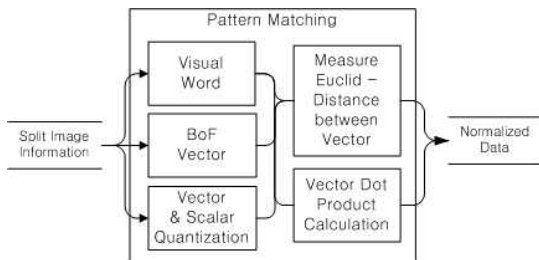 Pattern Matching
Visual
Word
Measure
Euclid –
Distance
between
Vector
Split Image
Information
BoF
Vector
Normalized
Data
Vector
& Scalar
Quantization
Vector Dot
Product
Calculation